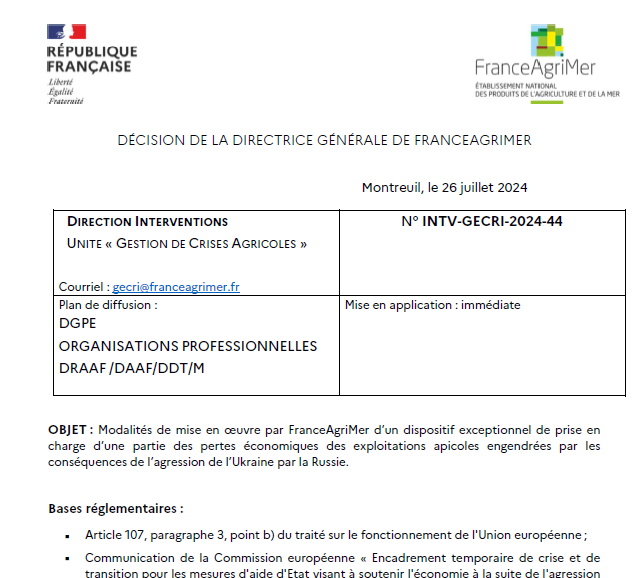 RÉPUBLIQUE
FRANÇAISE
Liberté
Égalité
Fraternité
FranceAgriMer
ÉTABLISSEMENT NATIONAL
DES PRODUITS DE L'AGRICULTURE ET DE LA MER
DÉCISION DE LA DIRECTRICE GÉNÉRALE DE FRANCEAGRIMER
Montreuil, le 26 juillet 2024
DIRECTION INTERVENTIONS
UNITE « GESTION DE CRISES AGRICOLES »
Courriel : gecri@franceagrimer.fr
N° INTV-GECRI-2024-44
Plan de diffusion :
DGPE
ORGANISATIONS PROFESSIONNELLES
DRAAF /DAAF/DDT/M
Mise en application : immédiate
OBJET : Modalités de mise en œuvre par FranceAgriMer d’un dispositif exceptionnel de prise en
charge d’une partie des pertes économiques des exploitations apicoles engendrées par les
conséquences de l’agression de l’Ukraine par la Russie.
Bases réglementaires :
▪ Article 107, paragraphe 3, point b) du traité sur le fonctionnement de l'Union européenne ;
▪ Communication de la Commission européenne « Encadrement temporaire de crise et de
transition pour les mesures d'aide d'Etat visant à soutenir l'économie à la suite de l'agression